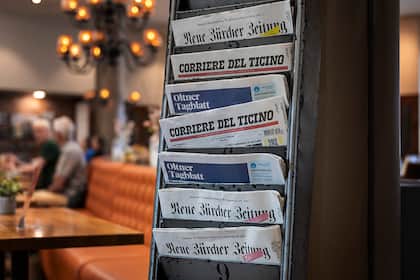 Neue Zürcher Zeitung
CORRIERE DEL TICINO
Oltner Tagblatt
CORRIERE DEL TICINO
Oltner
Tagblatt
Neue Zürcher Zeitung
Neue Zürcher Zeitung
9